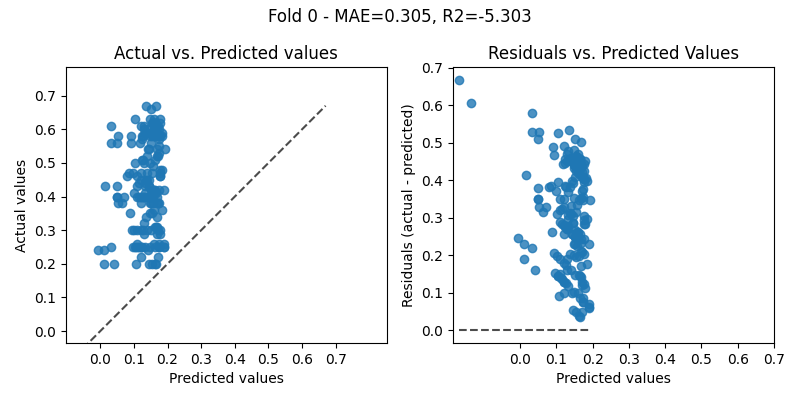 Fold 0 - MAE=0.305, R2=-5.303
Actual vs. Predicted values
Actual values
0.7
0.6
0.5
0.4
0.3
0.2
0.1
0.0
0.0 0.1 0.2 0.3 0.4 0.5 0.6 0.7
Predicted values
Residuals vs. Predicted Values
Residuals (actual - predicted)
0.7
0.6
0.5
0.4
0.3
0.2
0.1
0.0
0.0 0.1 0.2 0.3 0.4 0.5 0.6 0.7
Predicted values